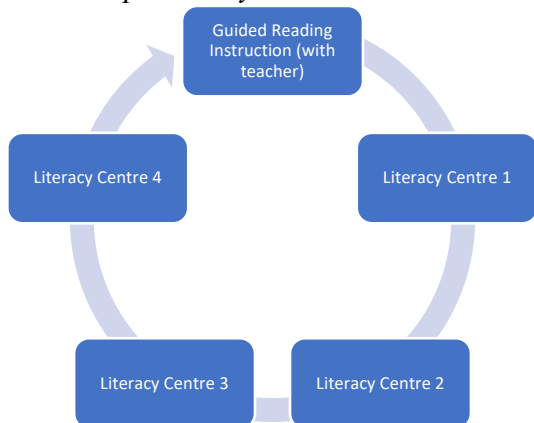 Guided Reading
Instruction (with
teacher)
Literacy Centre 1
Literacy Centre 2
Literacy Centre 3
Literacy Centre 4